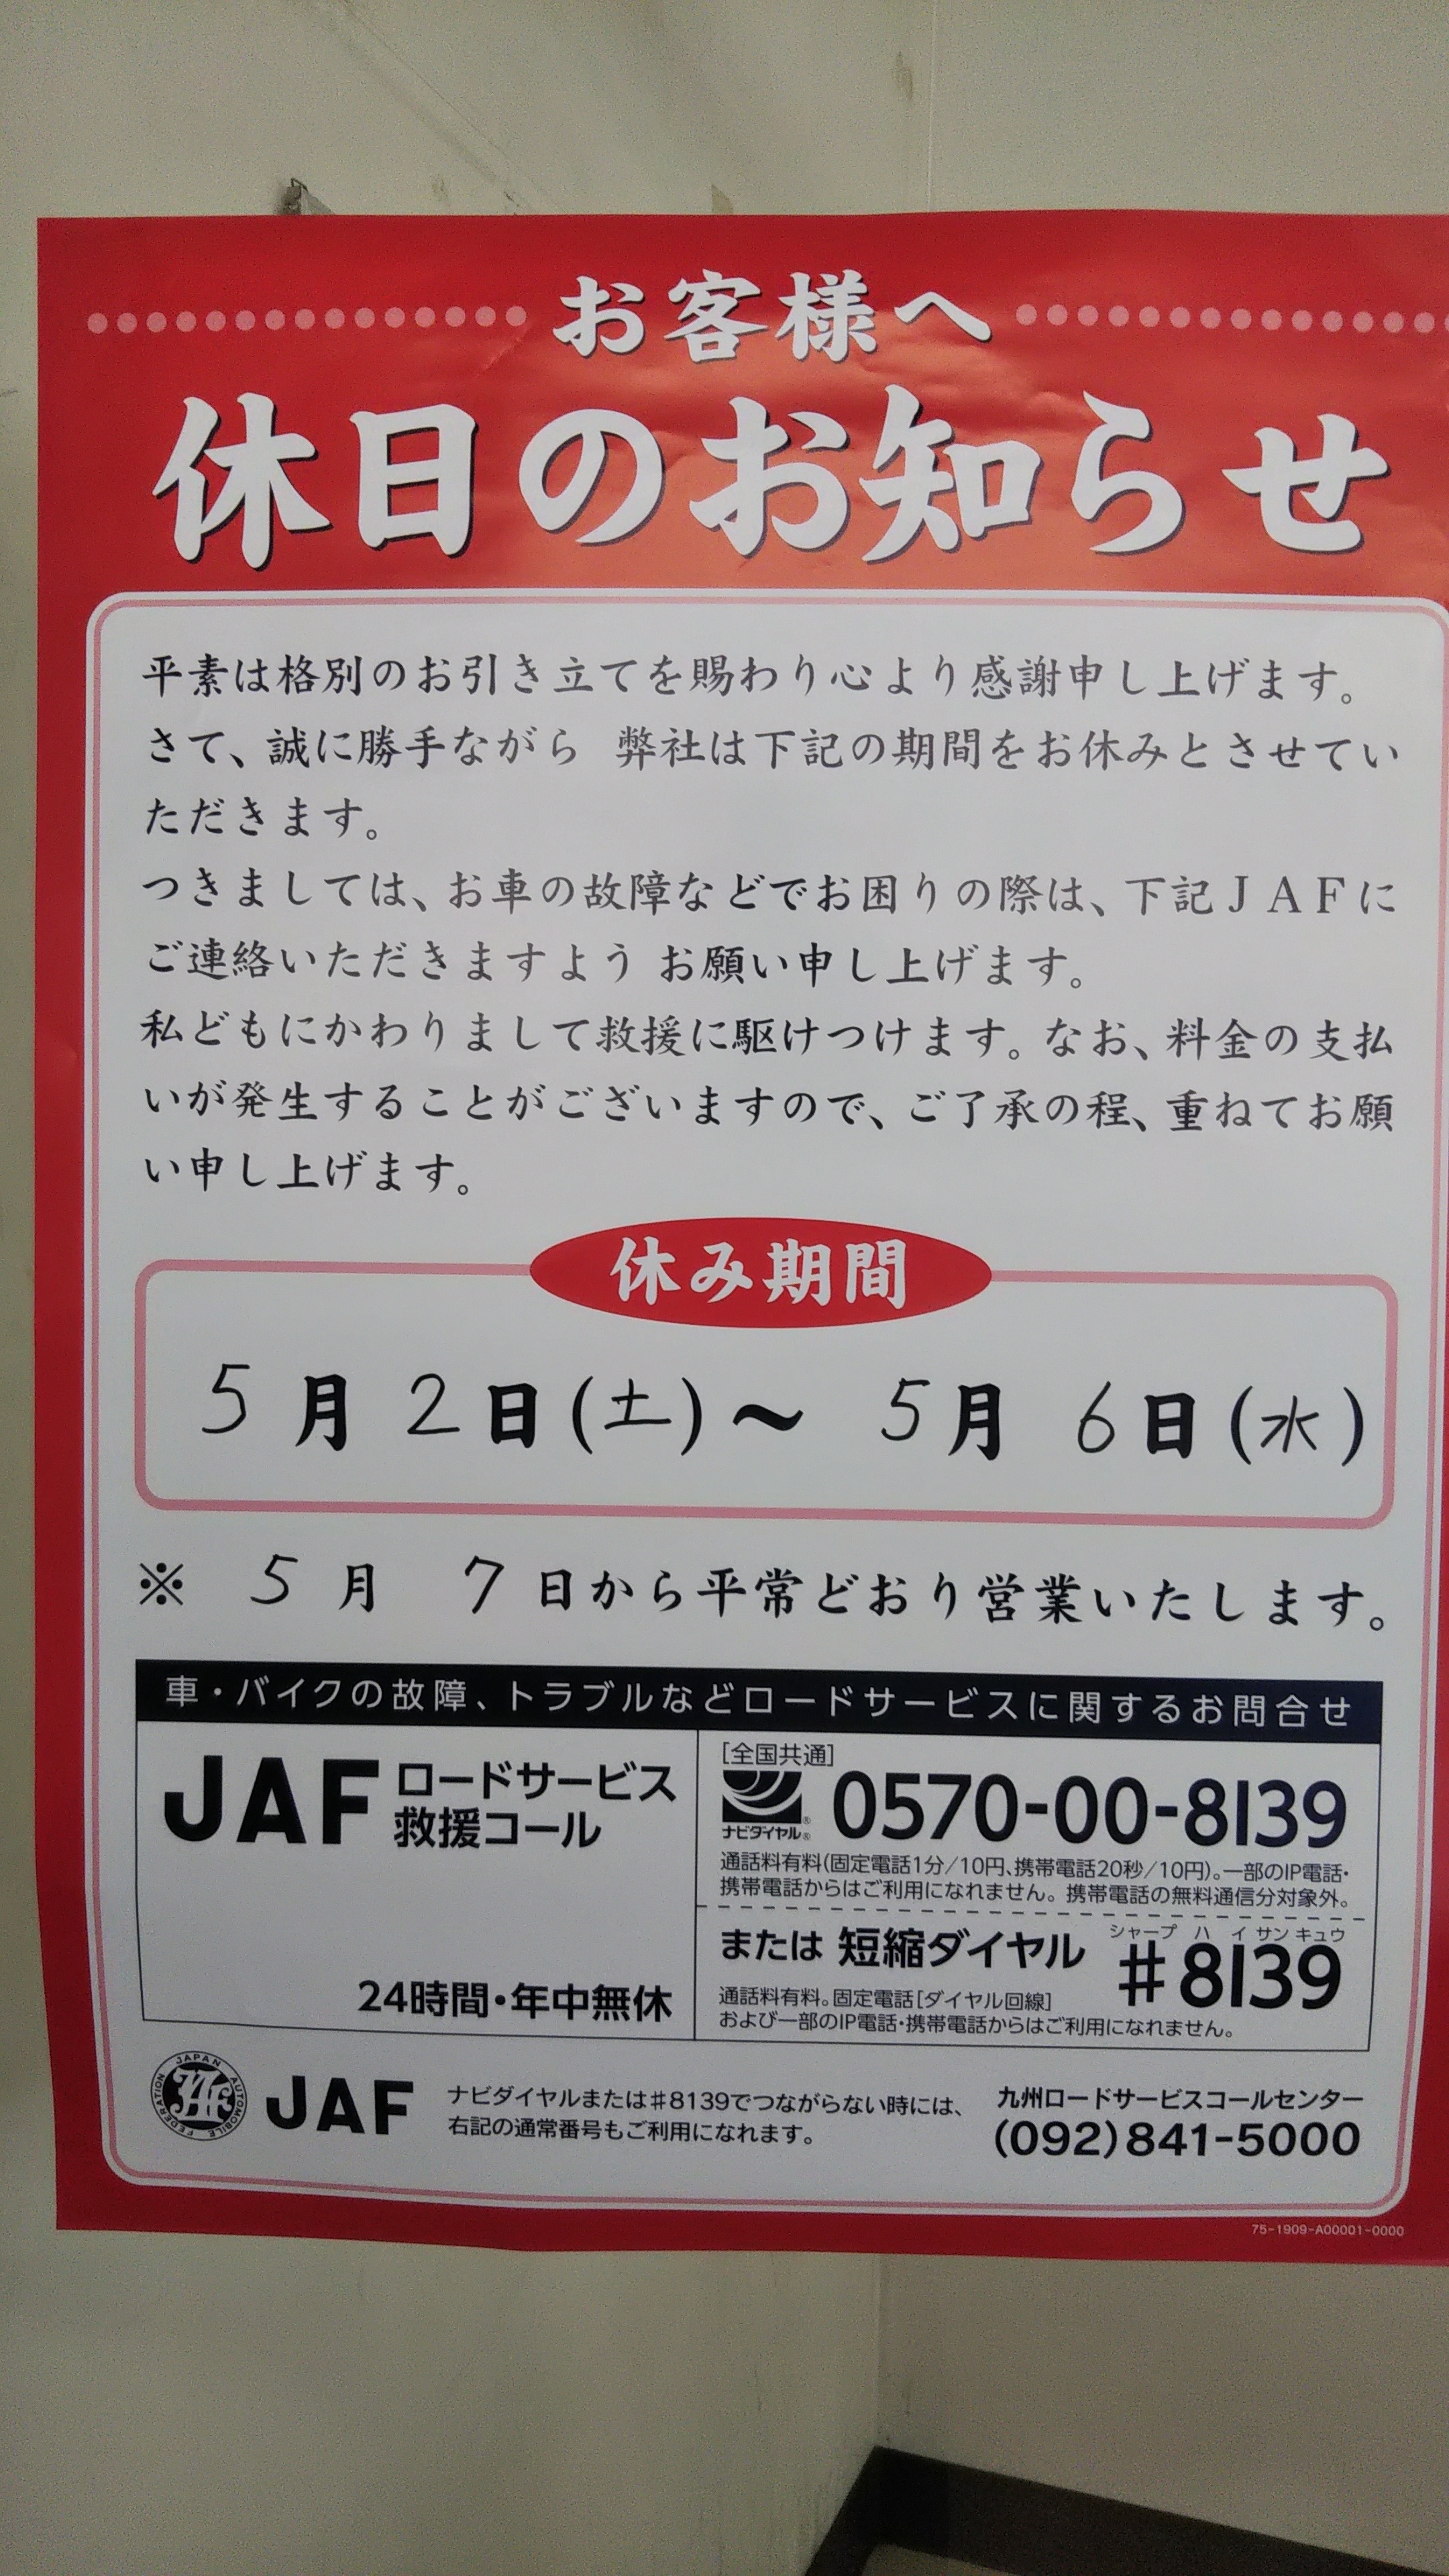 お客様へ
休日のお知らせ
平素は格別のお引き立てを賜わり心より感謝申し上げます。
さて、誠に勝手ながら 弊社は下記の期間をお休みとさせてい
ただきます。
つきましては、お車の故障などでお困りの際は、下記ＪＡＦに
ご連絡いただきますよう お願い申し上げます。
私どもにかわりまして救援に駆けつけます。なお、料金の支払
いが発生することがございますので、ご了承の程、重ねてお願
い申し上げます。
休み期間
5月2日(土)～ 5月6日(水)
※ 5月 7日から平常どおり営業いたします。
車・バイクの故障、トラブルなどロードサービスに関するお問合せ
JAF ロードサービス
救援コール
24時間・年中無休
[全国共通]
ナビダイヤル® 0570-00-8139
通話料有料(固定電話1分/10円、携帯電話20秒/10円)。一部のIP電話・
携帯電話からはご利用になれません。携帯電話の無料通信分対象外。
シャープ ハ イ サン キュウ
または 短縮ダイヤル #8139
通話料有料。固定電話[ダイヤル回線]
および一部のIP電話・携帯電話からはご利用になれません。
JAPAN AUTOMOBILE FEDERATION
JAF
JAF
ナビダイヤルまたは#8139でつながらない時には、
右記の通常番号もご利用になれます。
九州ロードサービスコールセンター
(092)841-5000
75-1909-A00001-0000